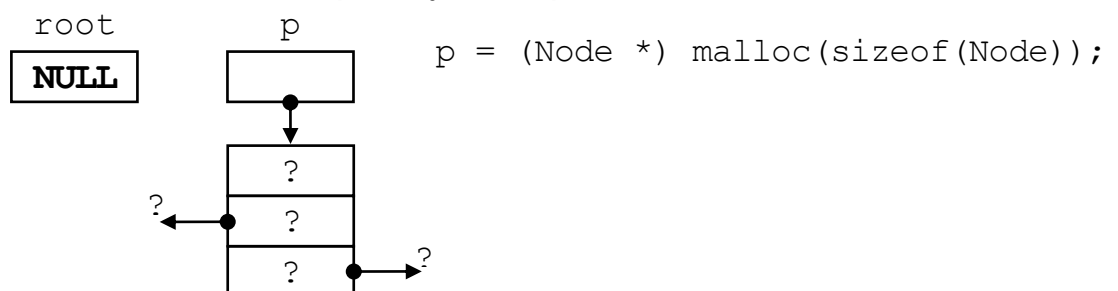 root
p
p = (Node *) malloc(sizeof(Node));
NULL
?
?
?
?
?